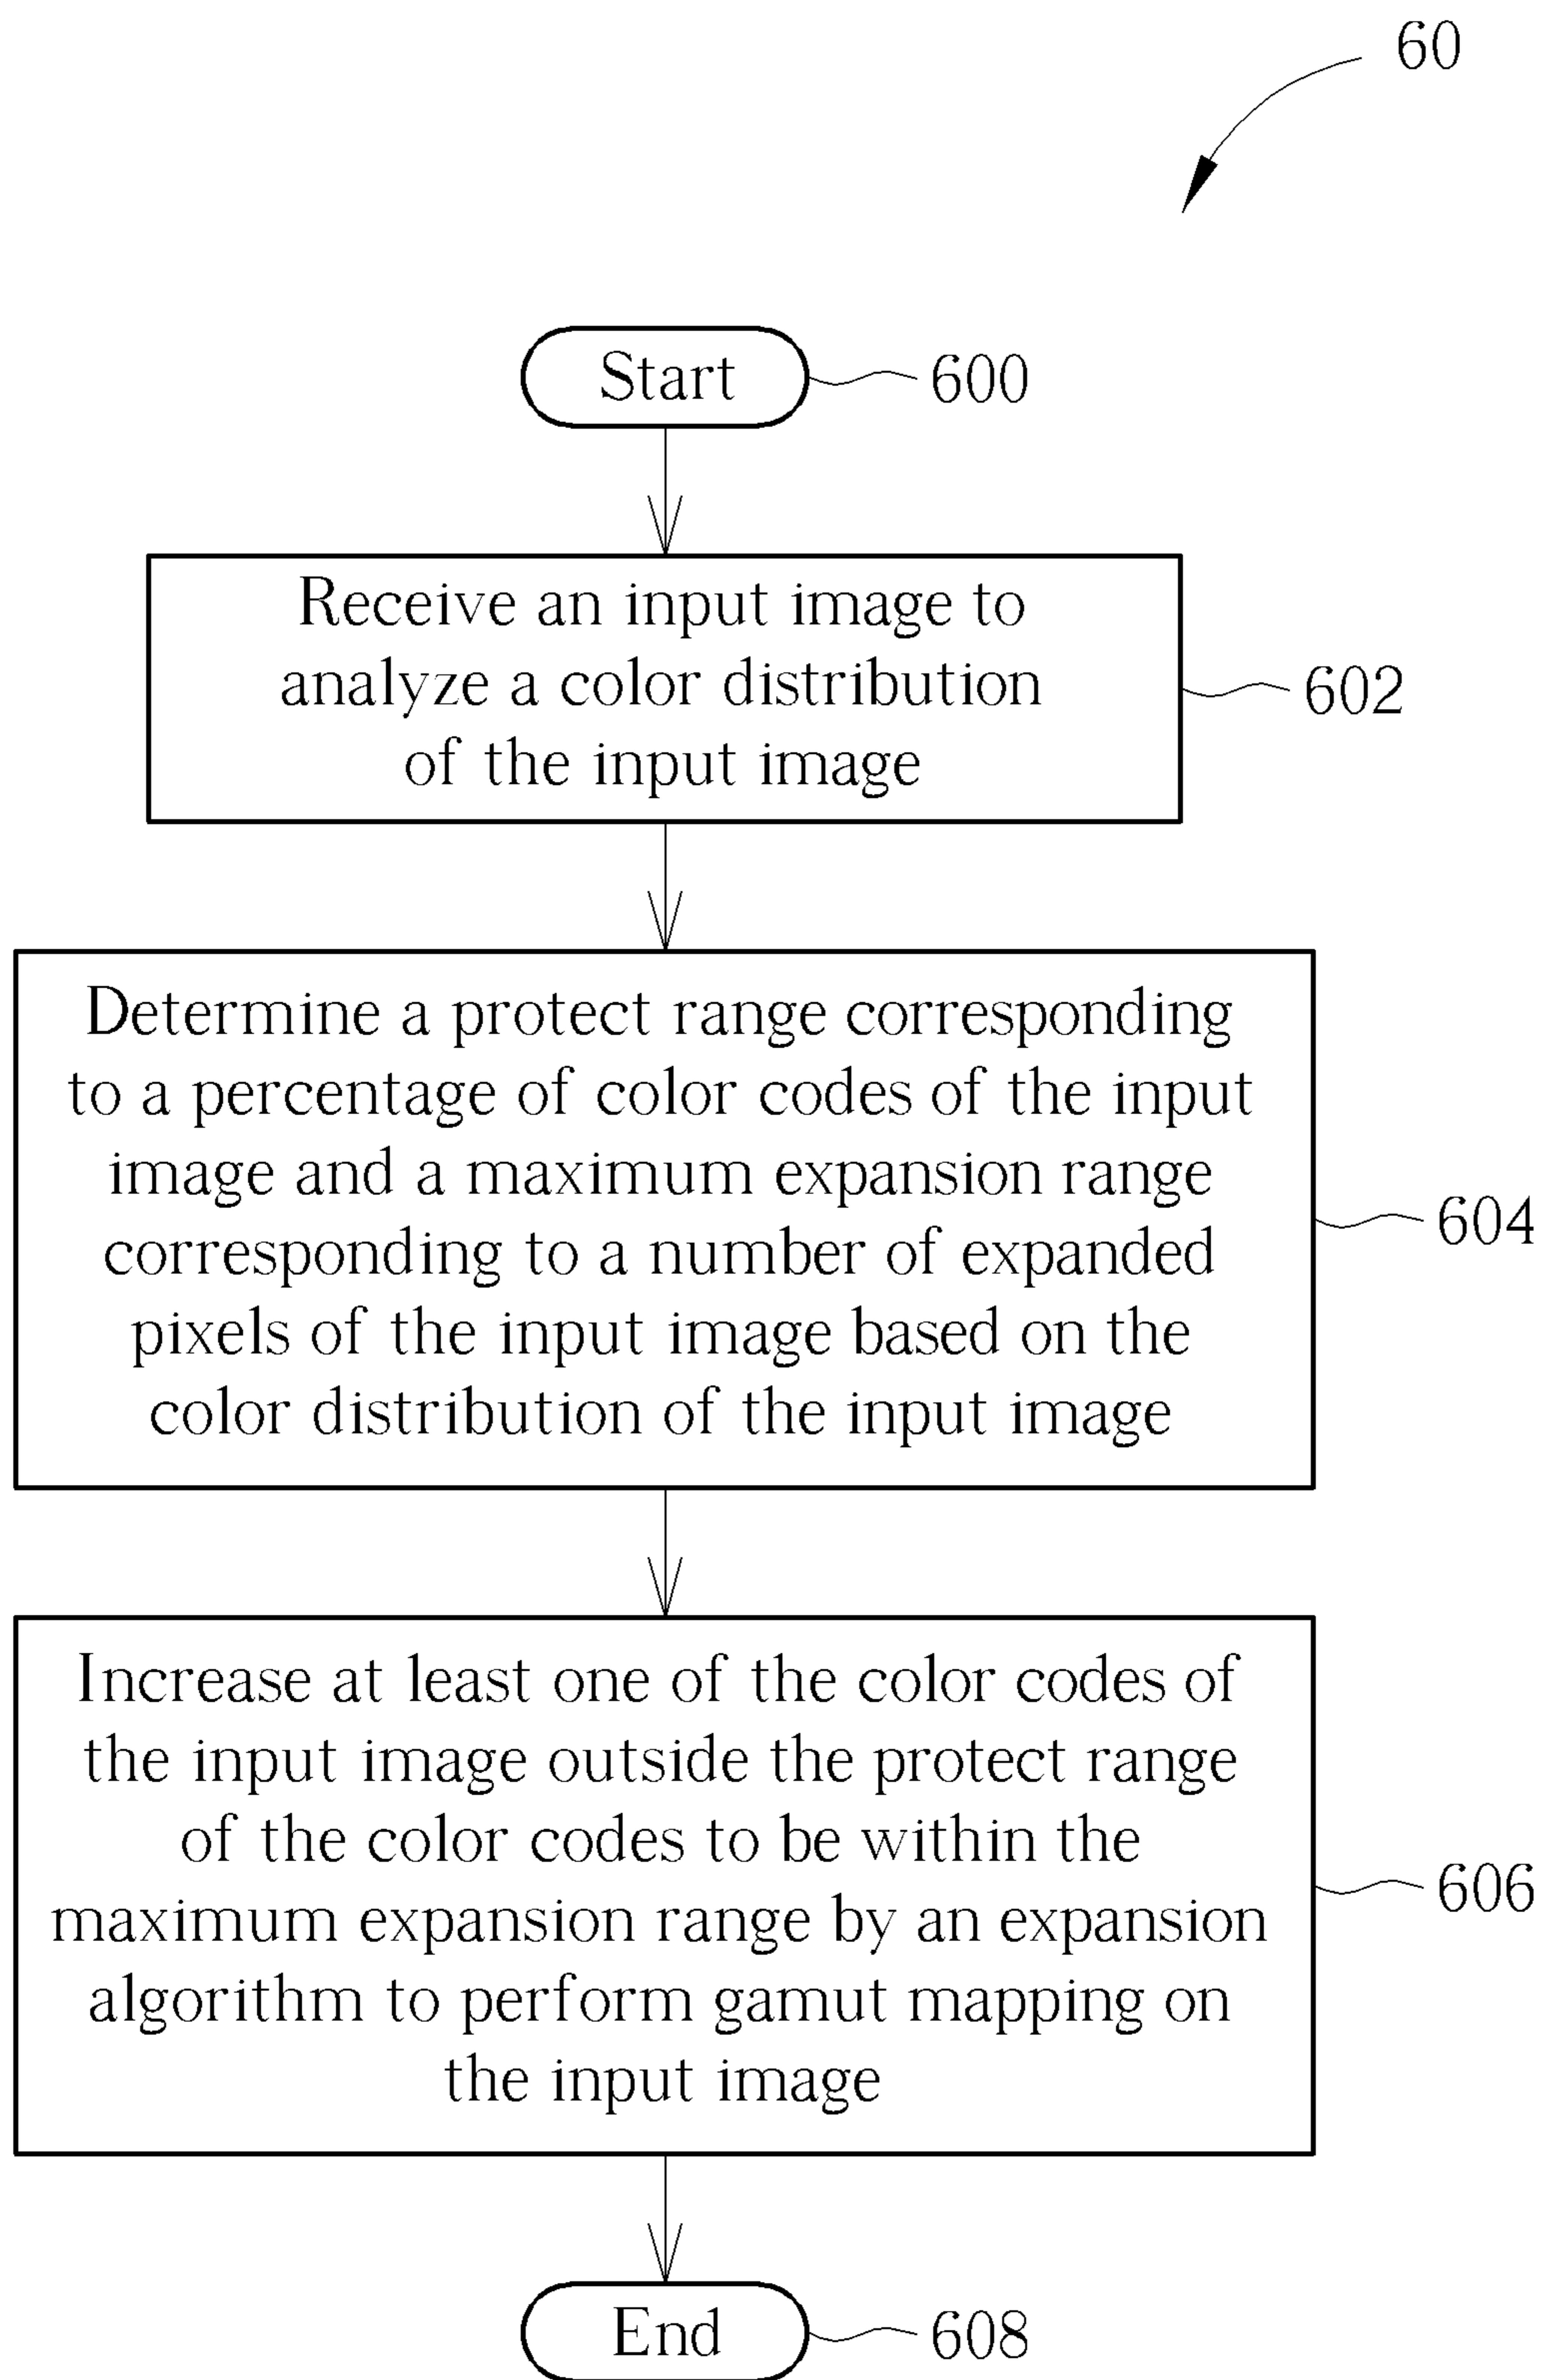 60
Start
600
Receive an input image to
analyze a color distribution
of the input image
602
Determine a protect range corresponding
to a percentage of color codes of the input
image and a maximum expansion range
corresponding to a number of expanded
pixels of the input image based on the
color distribution of the input image
604
Increase at least one of the color codes of
the input image outside the protect range
of the color codes to be within the
maximum expansion range by an expansion
algorithm to perform gamut mapping on
the input image
606
End
608